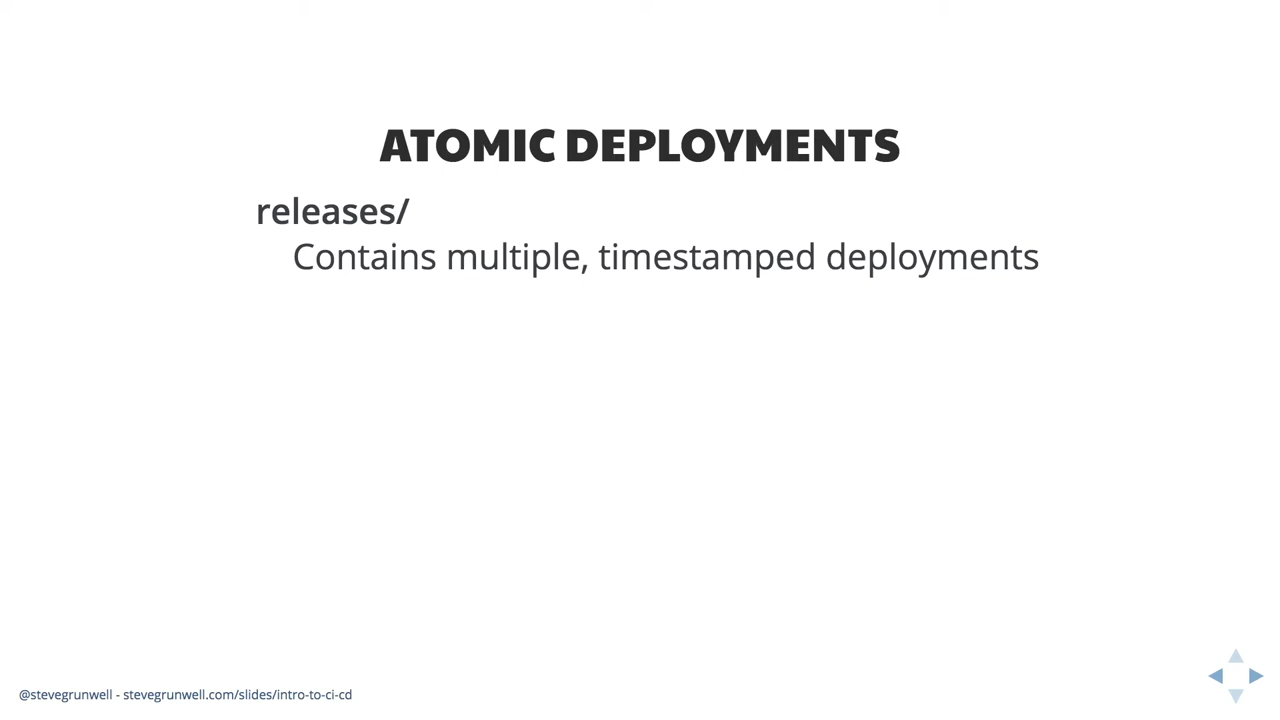 ATOMIC DEPLOYMENTS
releases/
Contains multiple, timestamped deployments
@stevegrunwell - stevegrunwell.com/slides/intro-to-ci-cd